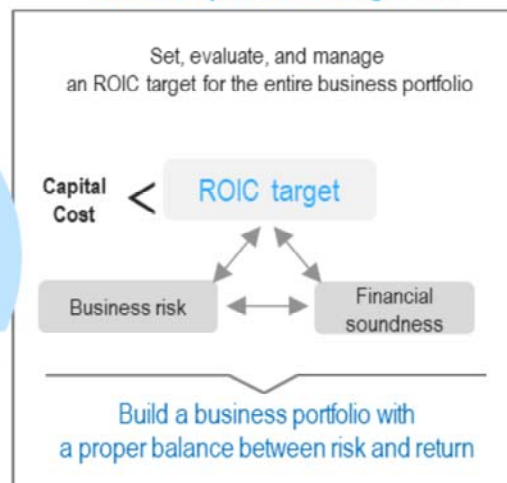 Set, evaluate, and manage
an ROIC target for the entire business portfolio
Capital
Cost
<
ROIC target
Business risk
Financial
soundness
Build a business portfolio with
a proper balance between risk and return